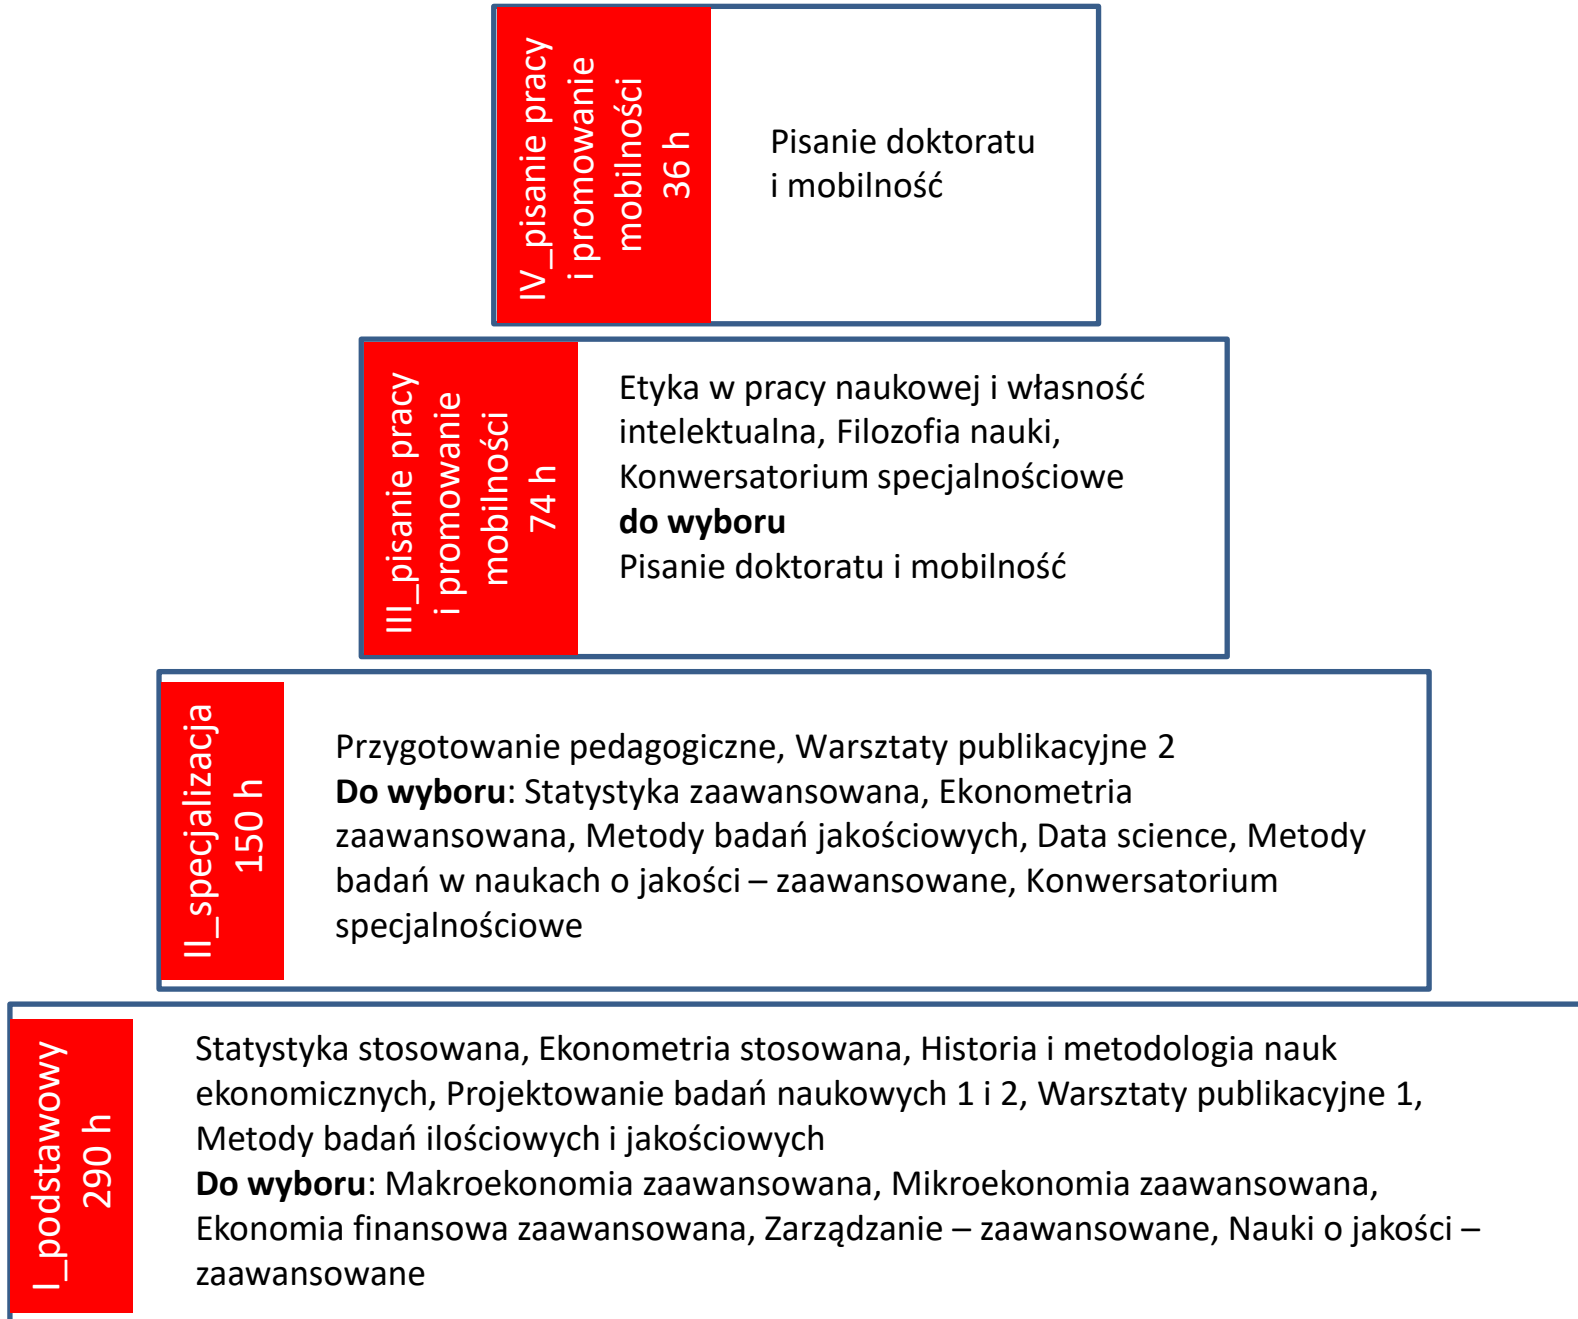 IV_pisanie pracy
i promowanie
mobilności
36 h
Pisanie doktoratu
i mobilność
III_pisanie pracy
i promowanie
mobilności
74 h
Etyka w pracy naukowej i własność
intelektualna, Filozofia nauki,
Konwersatorium specjalnościowe
do wyboru
Pisanie doktoratu i mobilność
II_specjalizacja
150 h
Przygotowanie pedagogiczne, Warsztaty publikacyjne 2
Do wyboru: Statystyka zaawansowana, Ekonometria
zaawansowana, Metody badań jakościowych, Data science, Metody
badań w naukach o jakości – zaawansowane, Konwersatorium
specjalnościowe
I_podstawowy
290 h
Statystyka stosowana, Ekonometria stosowana, Historia i metodologia nauk
ekonomicznych, Projektowanie badań naukowych 1 i 2, Warsztaty publikacyjne 1,
Metody badań ilościowych i jakościowych
Do wyboru: Makroekonomia zaawansowana, Mikroekonomia zaawansowana,
Ekonomia finansowa zaawansowana, Zarządzanie – zaawansowane, Nauki o jakości –
zaawansowane